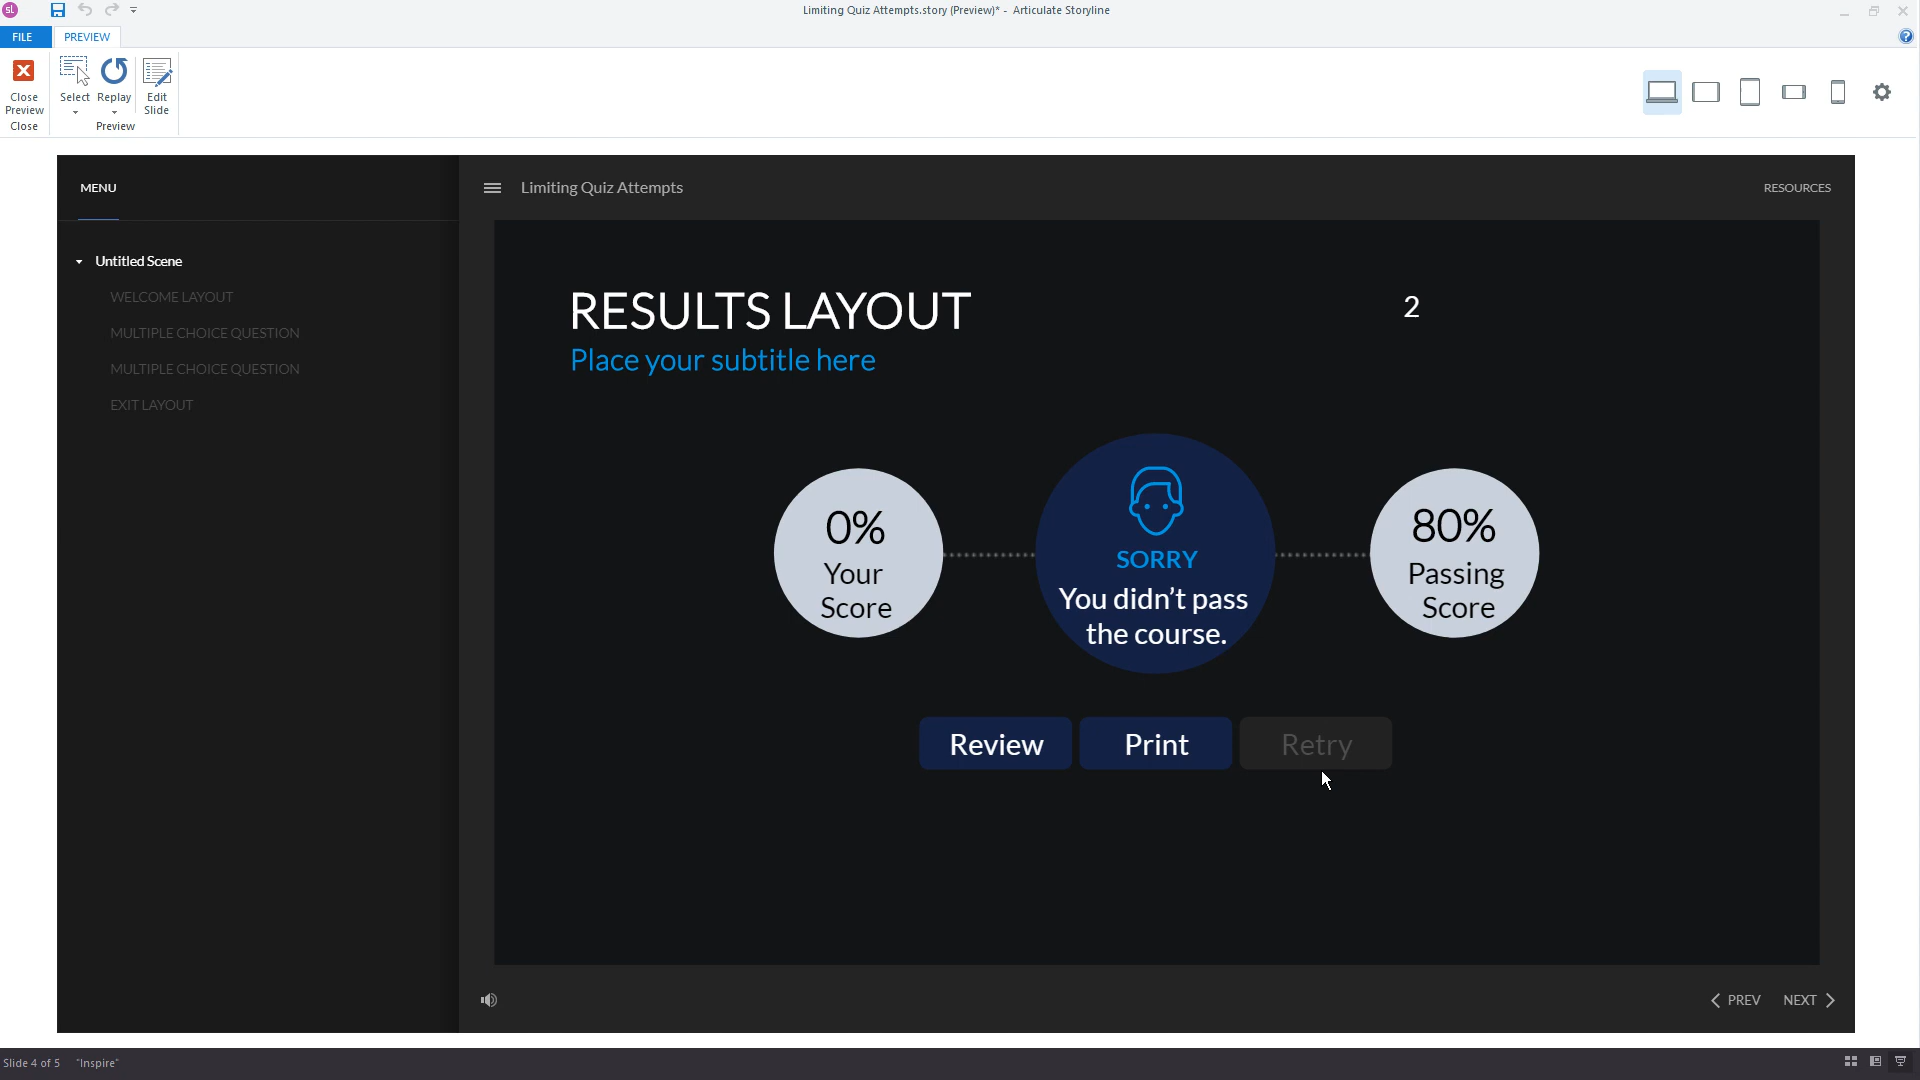 sl
Limiting Quiz Attempts.story (Preview)* - Articulate Storyline
FILE
PREVIEW
?
Close
Preview
Select
Replay
Edit
Slide
Close
Preview
MENU
Limiting Quiz Attempts
RESOURCES
Untitled Scene
WELCOME LAYOUT
MULTIPLE CHOICE QUESTION
MULTIPLE CHOICE QUESTION
EXIT LAYOUT
RESULTS LAYOUT
2
Place your subtitle here
0%
Your
Score
SORRY
You didn’t pass
the course.
80%
Passing
Score
Review
Print
Retry
PREV
NEXT
Slide 4 of 5
"Inspire"